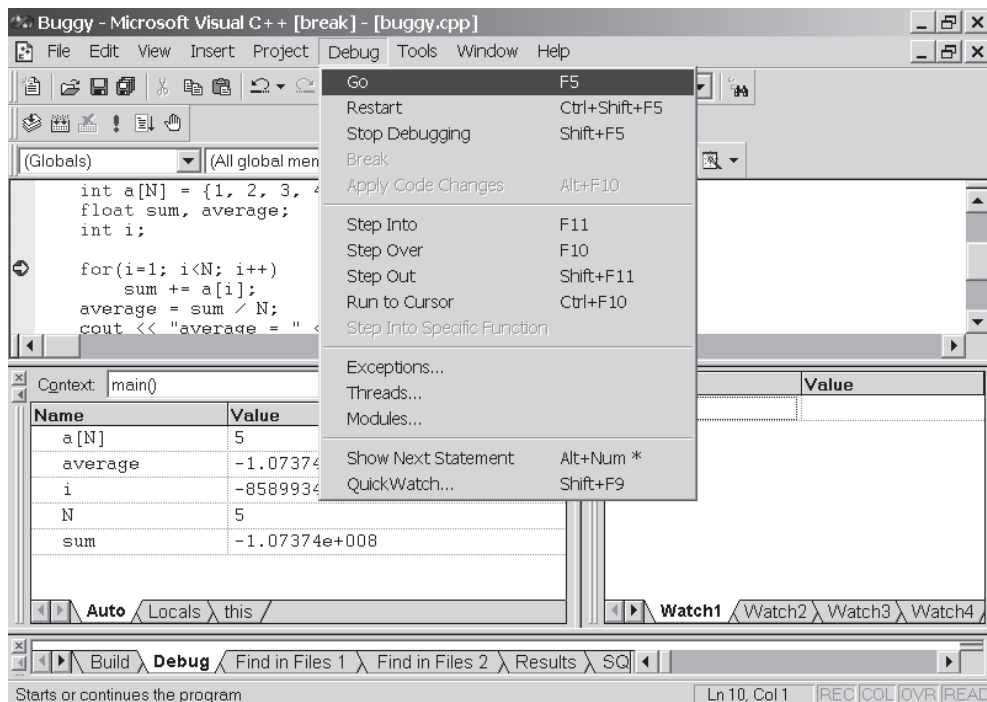 Buggy - Microsoft Visual C++ [break] - [buggy.cpp]
File Edit View Insert Project Debug Tools Window Help
Go F5
Restart Ctrl+Shift+F5
Stop Debugging Shift+F5
Break
Apply Code Changes Alt+F10
Step Into F11
Step Over F10
Step Out Shift+F11
Run to Cursor Ctrl+F10
Step Into Specific Function
Exceptions...
Threads...
Modules...
Show Next Statement Alt+Num *
QuickWatch... Shift+F9
(Globals) (All global mem
int a[N] = {1, 2, 3, 4
float sum, average;
int i;
for(i=1; i<N; i++)
sum += a[i];
average = sum / N;
cout << "average = " <
Context: main()
Name Value
a[N] 5
average -1.07374
i -8589934
N 5
sum -1.07374e+008
Auto Locals this
Value
Watch1 Watch2 Watch3 Watch4
Build Debug Find in Files 1 Find in Files 2 Results SQ
Starts or continues the program Ln 10, Col 1 REC COL OVR READ